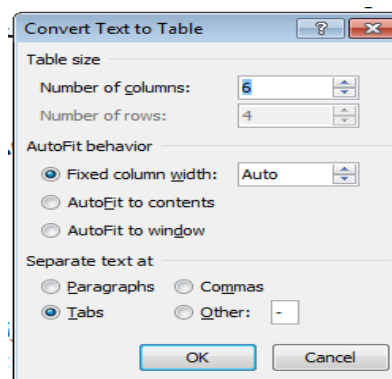 Convert Text to Table
Table size
Number of columns: 6
Number of rows: 4
AutoFit behavior
Fixed column width: Auto
AutoFit to contents
AutoFit to window
Separate text at
Paragraphs Commas
Tabs Other: -
OK Cancel